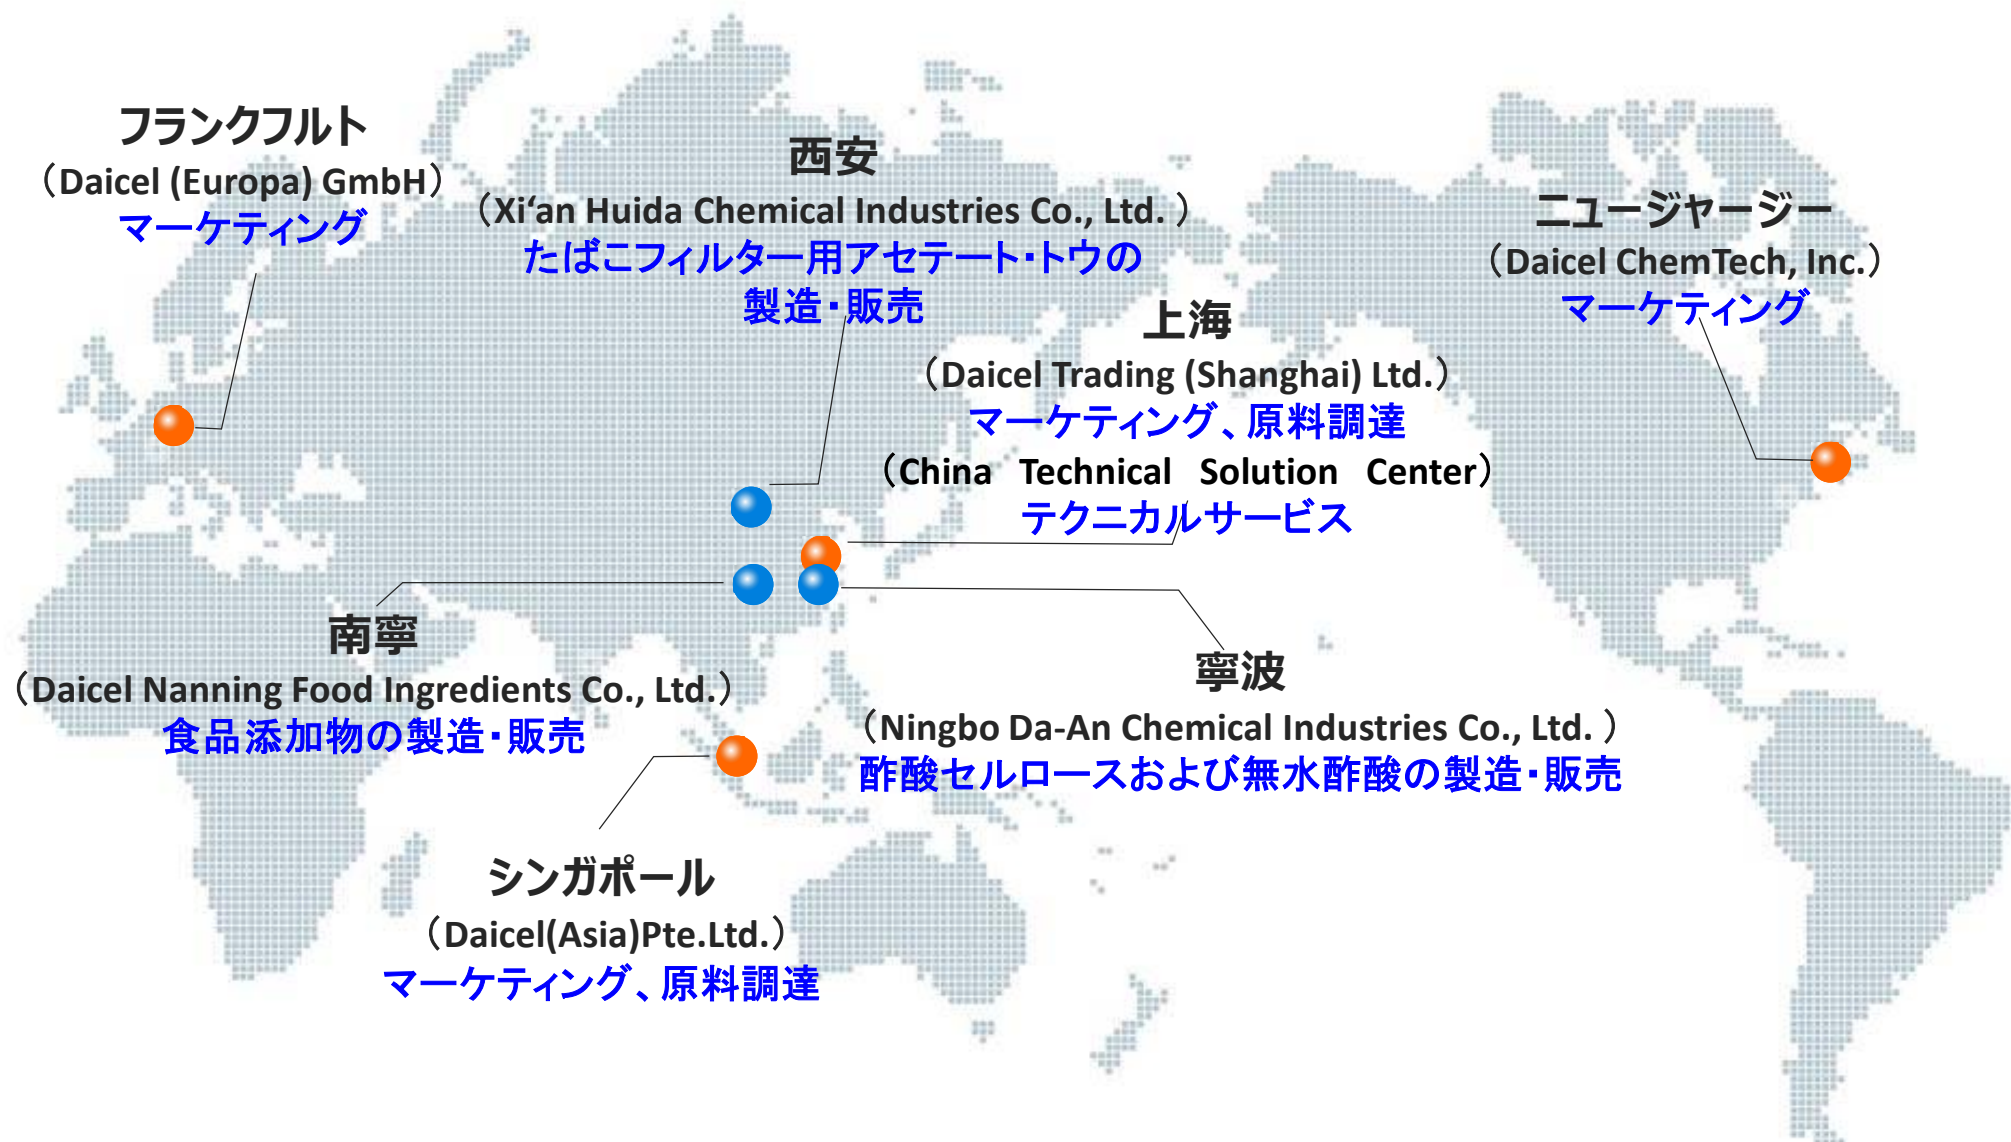 フランクフルト
（Daicel (Europa) GmbH）
マーケティング
西安
（Xi‘an Huida Chemical Industries Co., Ltd. ）
たばこフィルター用アセテート・トウの
製造・販売
ニュージャージー
（Daicel ChemTech, Inc.）
マーケティング
上海
（Daicel Trading (Shanghai) Ltd.）
マーケティング、原料調達
（China Technical Solution Center）
テクニカルサービス
南寧
（Daicel Nanning Food Ingredients Co., Ltd.）
食品添加物の製造・販売
寧波
（Ningbo Da-An Chemical Industries Co., Ltd. ）
酢酸セルロースおよび無水酢酸の製造・販売
シンガポール
（Daicel(Asia)Pte.Ltd.）
マーケティング、原料調達